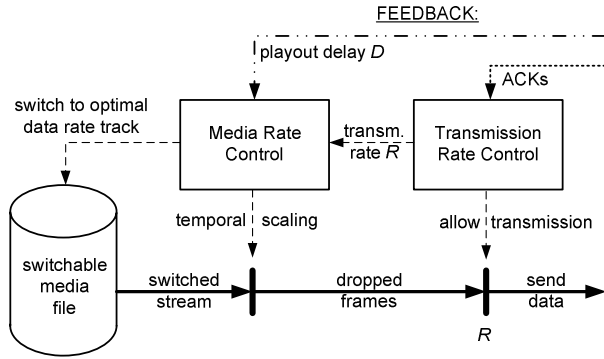 FEEDBACK:
playout delay D
ACKs
switch to optimal
data rate track
Media Rate
Control
transm.
rate R
Transmission
Rate Control
temporal scaling
allow transmission
switchable
media
file
switched
stream
dropped
frames
send
data
R